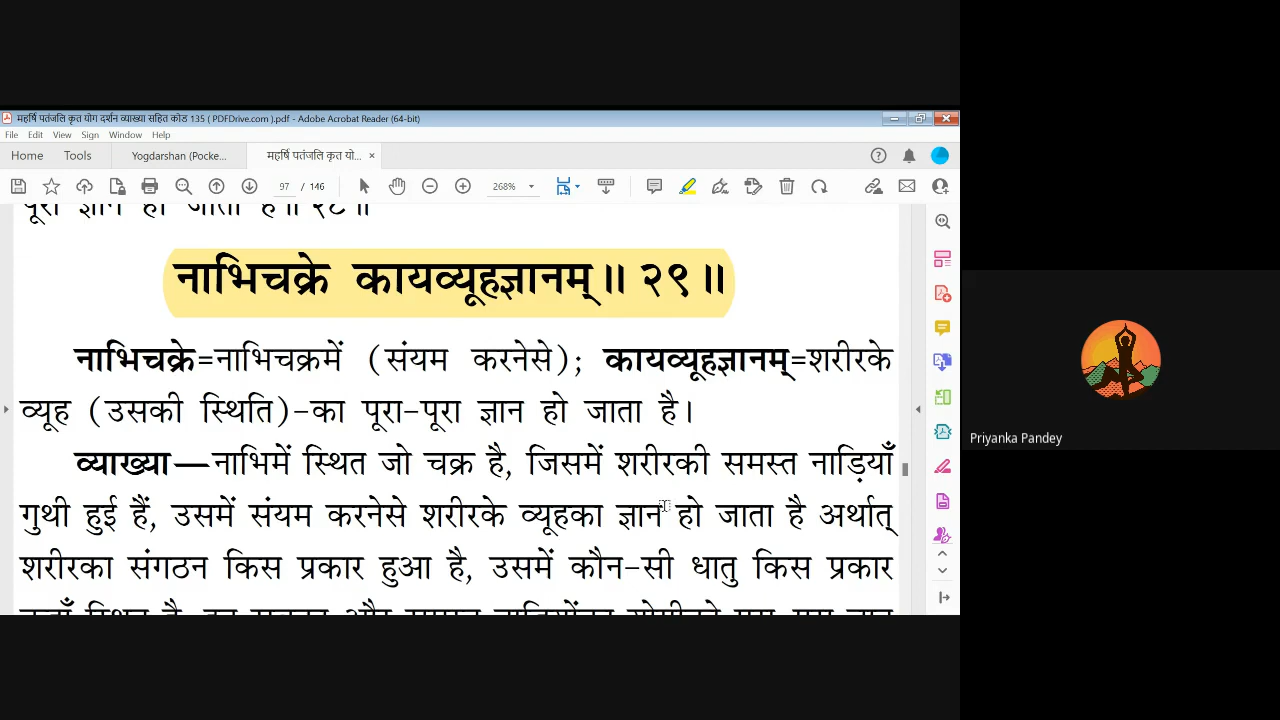 महर्षि पतंजलि कृत योग दर्शन व्याख्या सहित कोड 135 ( PDFDrive.com ).pdf - Adobe Acrobat Reader (64-bit)
File Edit View Sign Window Help
Home Tools Yogdarshan (Pocke... महर्षि पतंजलि कृत यो... ×
97 / 146 268%
पूरा ज्ञान हो जाता है॥ २८॥
नाभिचक्रे कायव्यूहज्ञानम्॥ २९॥
नाभिचक्रे=नाभिचक्रमें (संयम करनेसे); कायव्यूहज्ञानम्=शरीरके
व्यूह (उसकी स्थिति)-का पूरा-पूरा ज्ञान हो जाता है।
व्याख्या—नाभिमें स्थित जो चक्र है, जिसमें शरीरकी समस्त नाड़ियाँ
गुथी हुई हैं, उसमें संयम करनेसे शरीरके व्यूहका ज्ञान हो जाता है अर्थात्
शरीरका संगठन किस प्रकार हुआ है, उसमें कौन-सी धातु किस प्रकार
Priyanka Pandey